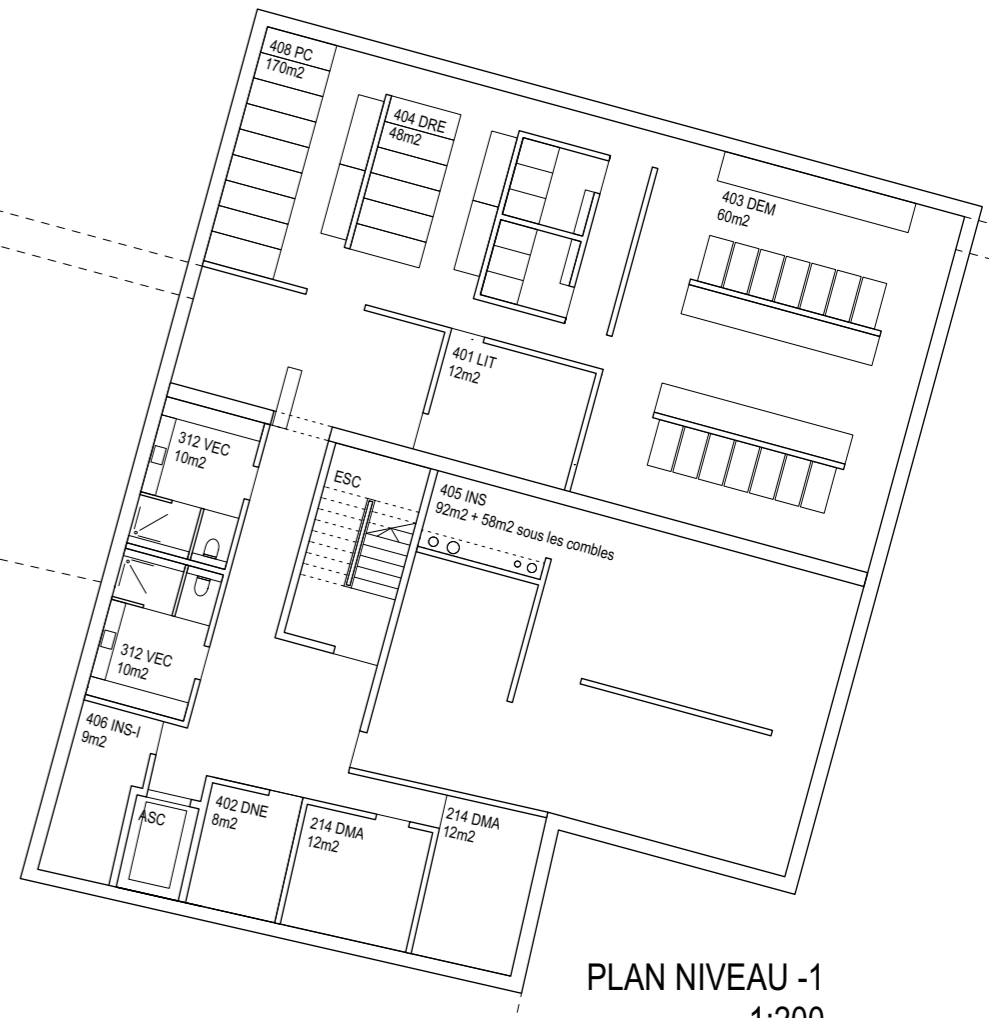 408 PC
170m2
404 DRE
48m2
403 DEM
60m2
401 LIT
12m2
312 VEC
10m2
ESC
405 INS
92m2 + 58m2 sous les combles
312 VEC
10m2
406 INS-I
9m2
ASC
402 DNE
8m2
214 DMA
12m2
214 DMA
12m2
PLAN NIVEAU -1
1:200